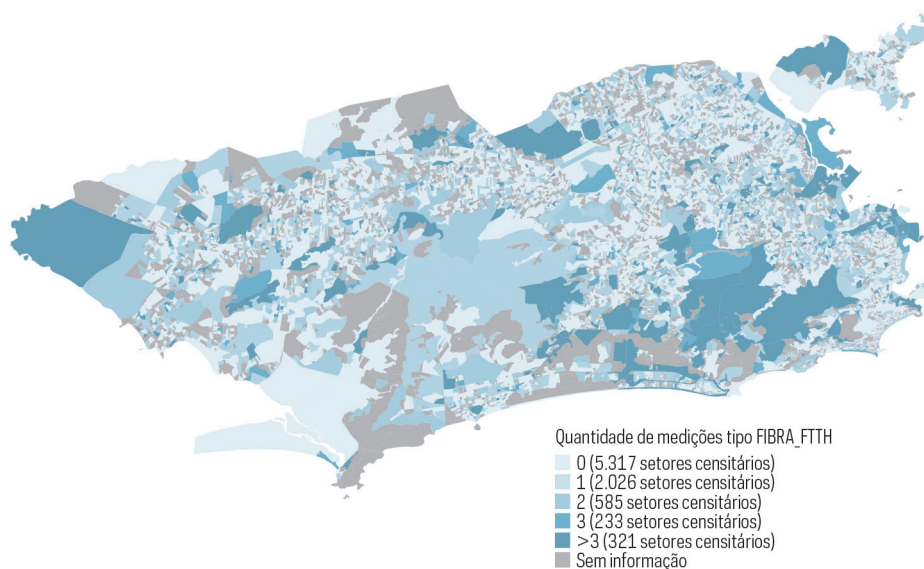 Quantidade de medições tipo FIBRA_FTTH
0 (5.317 setores censitários)
1 (2.026 setores censitários)
2 (585 setores censitários)
3 (233 setores censitários)
>3 (321 setores censitários)
Sem informação